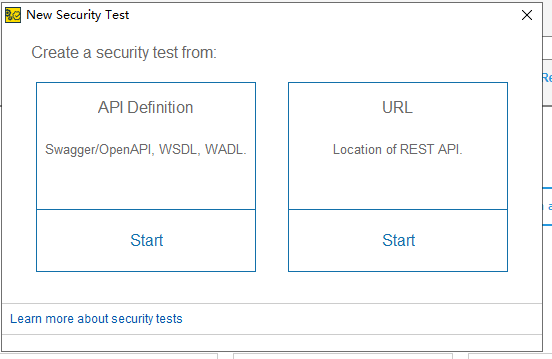 New Security Test
Create a security test from:
API Definition
Swagger/OpenAPI, WSDL, WADL.
Start
URL
Location of REST API.
Start
Learn more about security tests